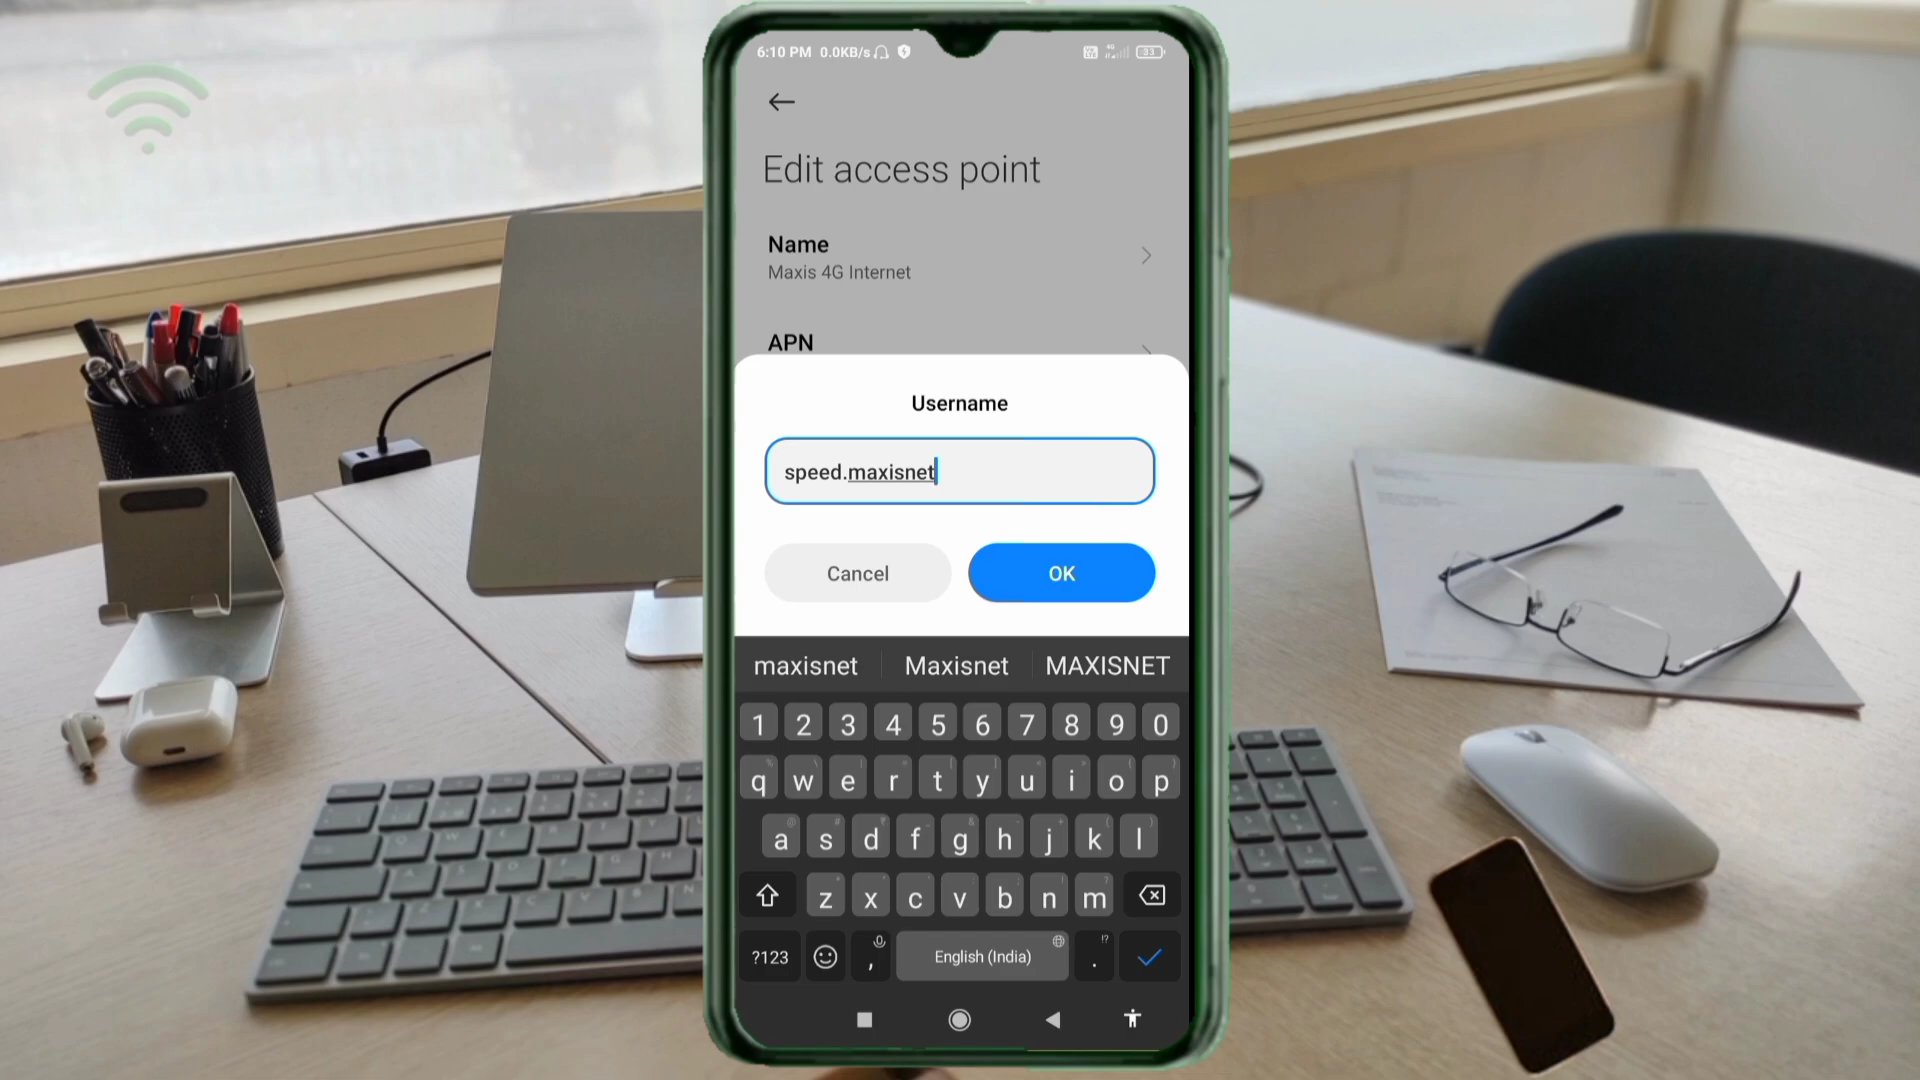 6:10 PM 0.0KB/s
33
Edit access point
Name
Maxis 4G Internet
APN
Username
speed.maxisnet
Cancel
OK
maxisnet Maxisnet MAXISNET
1 2 3 4 5 6 7 8 9 0
q w e r t y u i o p
a s d f g h j k l
z x c v b n m
?123 , English (India) .